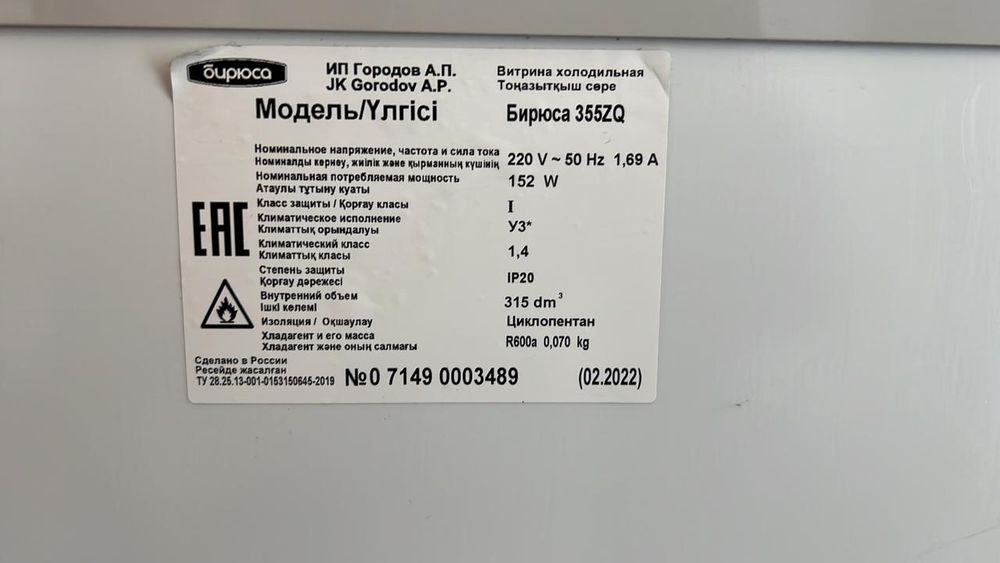 бирюса
ИП Городов А.П.
JK Gorodov A.P.
Витрина холодильная
Тоңазытқыш сөре
Модель/Үлгісі Бирюса 355ZQ
Номинальное напряжение, частота и сила тока
Номиналды кернеу, жиілік және қырманның күшінің 220 V ~ 50 Hz 1,69 A
Номинальная потребляемая мощность
Атаулы тұтыну қуаты 152 W
Класс защиты / Қорғау класы I
Климатическое исполнение
Климаттық орындалуы У3*
Климатический класс
Климаттық класы 1,4
Степень защиты
Қорғау дәрежесі IP20
Внутренний объем
Ішкі көлемі 315 dm³
Изоляция / Оқшаулау Циклопентан
Хладагент и его масса
Хладагент және оның салмағы R600a 0,070 kg
EAC
Сделано в России
Ресейде жасалган
ТУ 28.25.13-001-0153150645-2019 №0 7149 0003489 (02.2022)